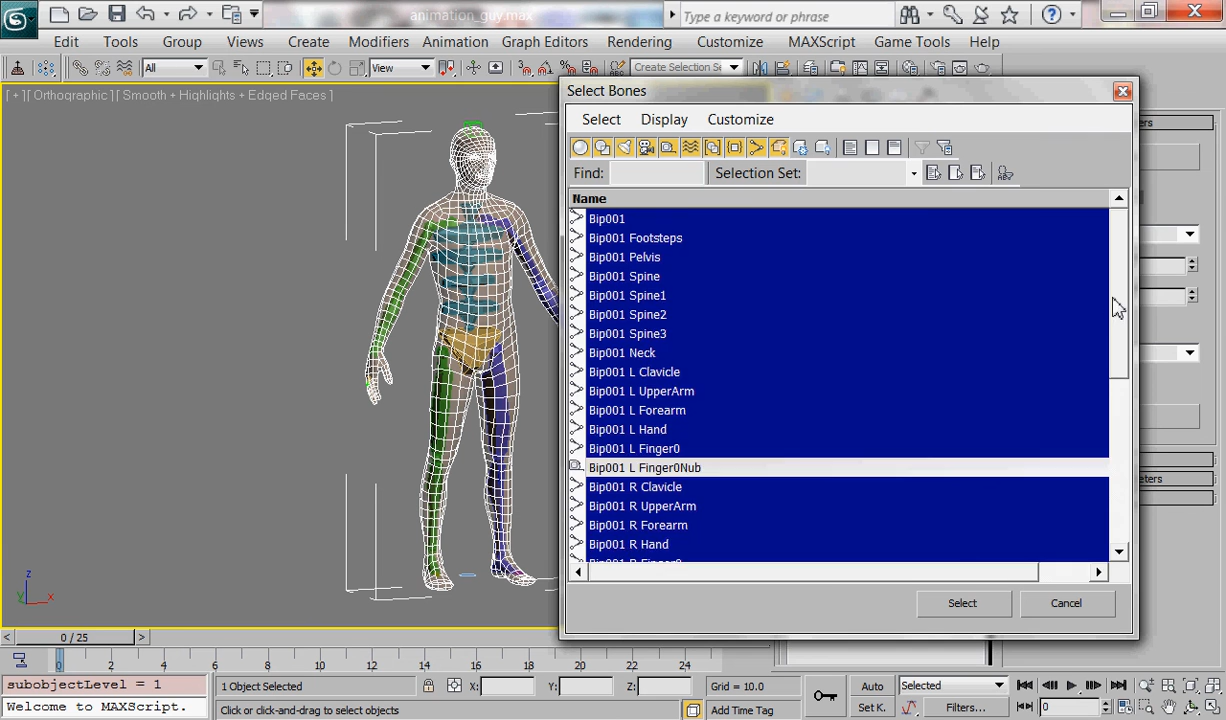 animation_guy.max
Type a keyword or phrase
Edit Tools Group Views Create Modifiers Animation Graph Editors Rendering Customize MAXScript Game Tools Help
All View Create Selection Se
[ + ][ Orthographic ][ Smooth + Highlights + Edged Faces ]
Select Bones
Select Display Customize
Find: Selection Set:
Name
Bip001
Bip001 Footsteps
Bip001 Pelvis
Bip001 Spine
Bip001 Spine1
Bip001 Spine2
Bip001 Spine3
Bip001 Neck
Bip001 L Clavicle
Bip001 L UpperArm
Bip001 L Forearm
Bip001 L Hand
Bip001 L Finger0
Bip001 L Finger0Nub
Bip001 R Clavicle
Bip001 R UpperArm
Bip001 R Forearm
Bip001 R Hand
Bip001 R Finger0
Select Cancel
ers
meters
z
y x
< 0 / 25 >
0 2 4 6 8 10 12 14 16 18 20 22 24
subobjectLevel = 1
Welcome to MAXScript.
1 Object Selected X: Y: Z: Grid = 10.0 Auto Selected
Click or click-and-drag to select objects Add Time Tag Set K. Filters... 0